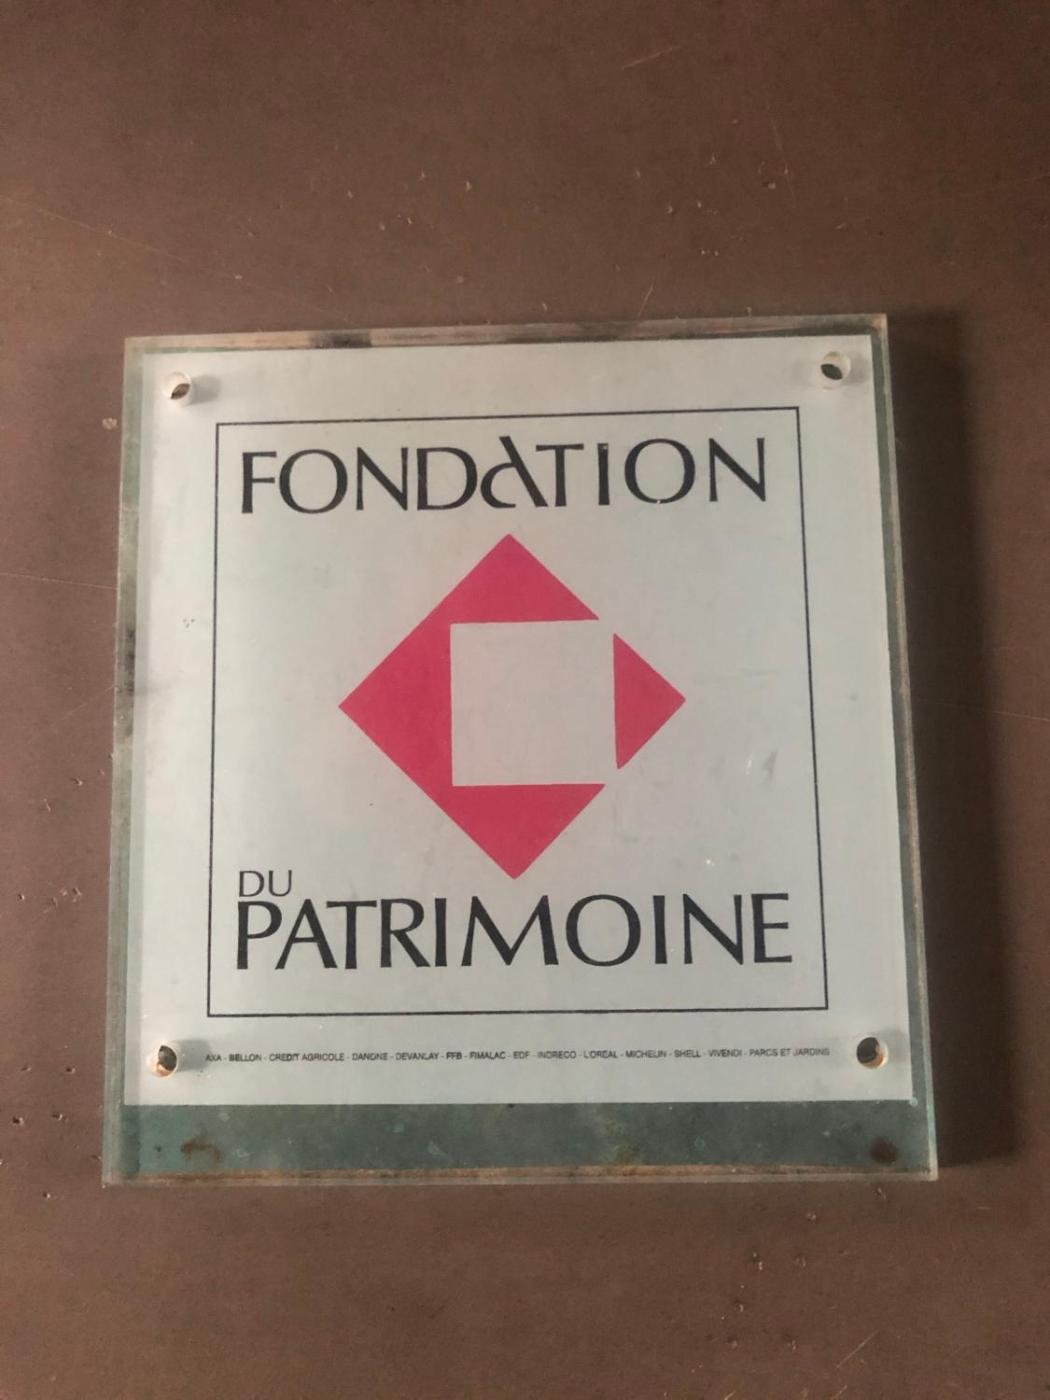 FONDATION
DU
PATRIMOINE
AXA - BELLON - CREDIT AGRICOLE - DANONE - DEVANLAY - FFB - FIMALAC - EDF - INDRECO - L'OREAL - MICHELIN - SHELL - VIVENDI - PARCS ET JARDINS